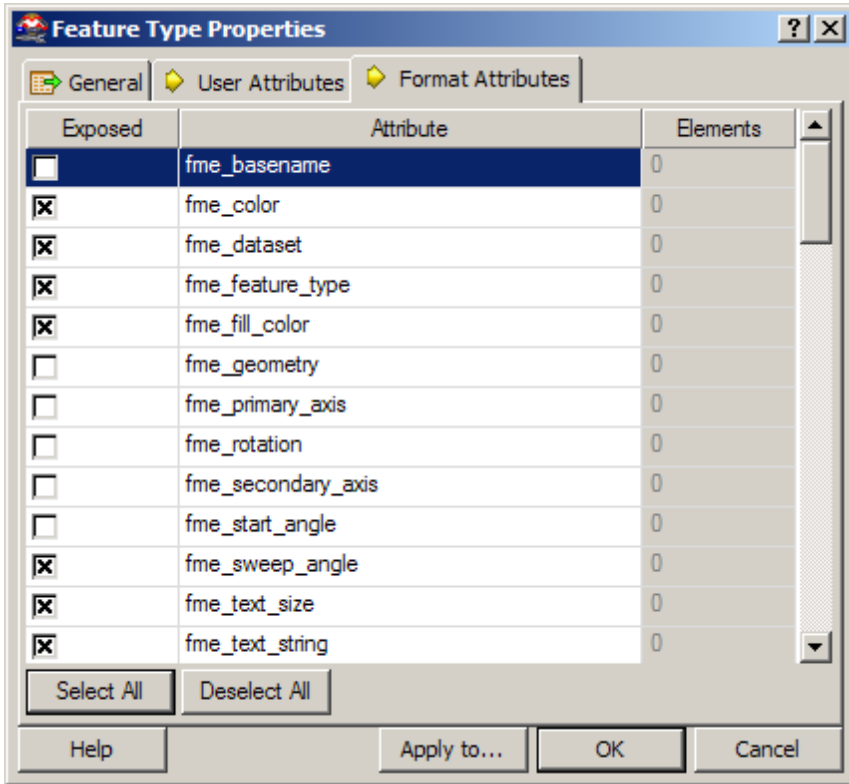 Feature Type Properties
General User Attributes Format Attributes
Exposed Attribute Elements
fme_basename 0
fme_color 0
fme_dataset 0
fme_feature_type 0
fme_fill_color 0
fme_geometry 0
fme_primary_axis 0
fme_rotation 0
fme_secondary_axis 0
fme_start_angle 0
fme_sweep_angle 0
fme_text_size 0
fme_text_string 0
Select All Deselect All
Help Apply to... OK Cancel